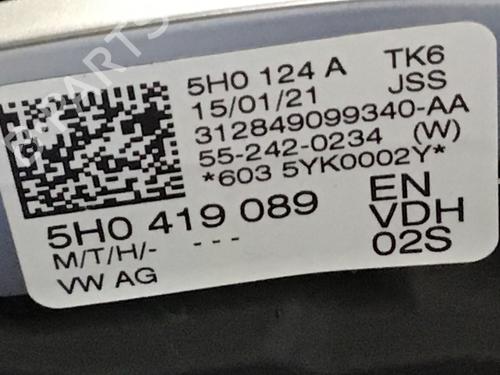 5H0 124 A TK6
15/01/21 JSS
312849099340-AA
55-242-0234 (W)
*603 5YK0002Y*
5H0 419 089 EN
M/T/H/- --- VDH
VW AG 02S